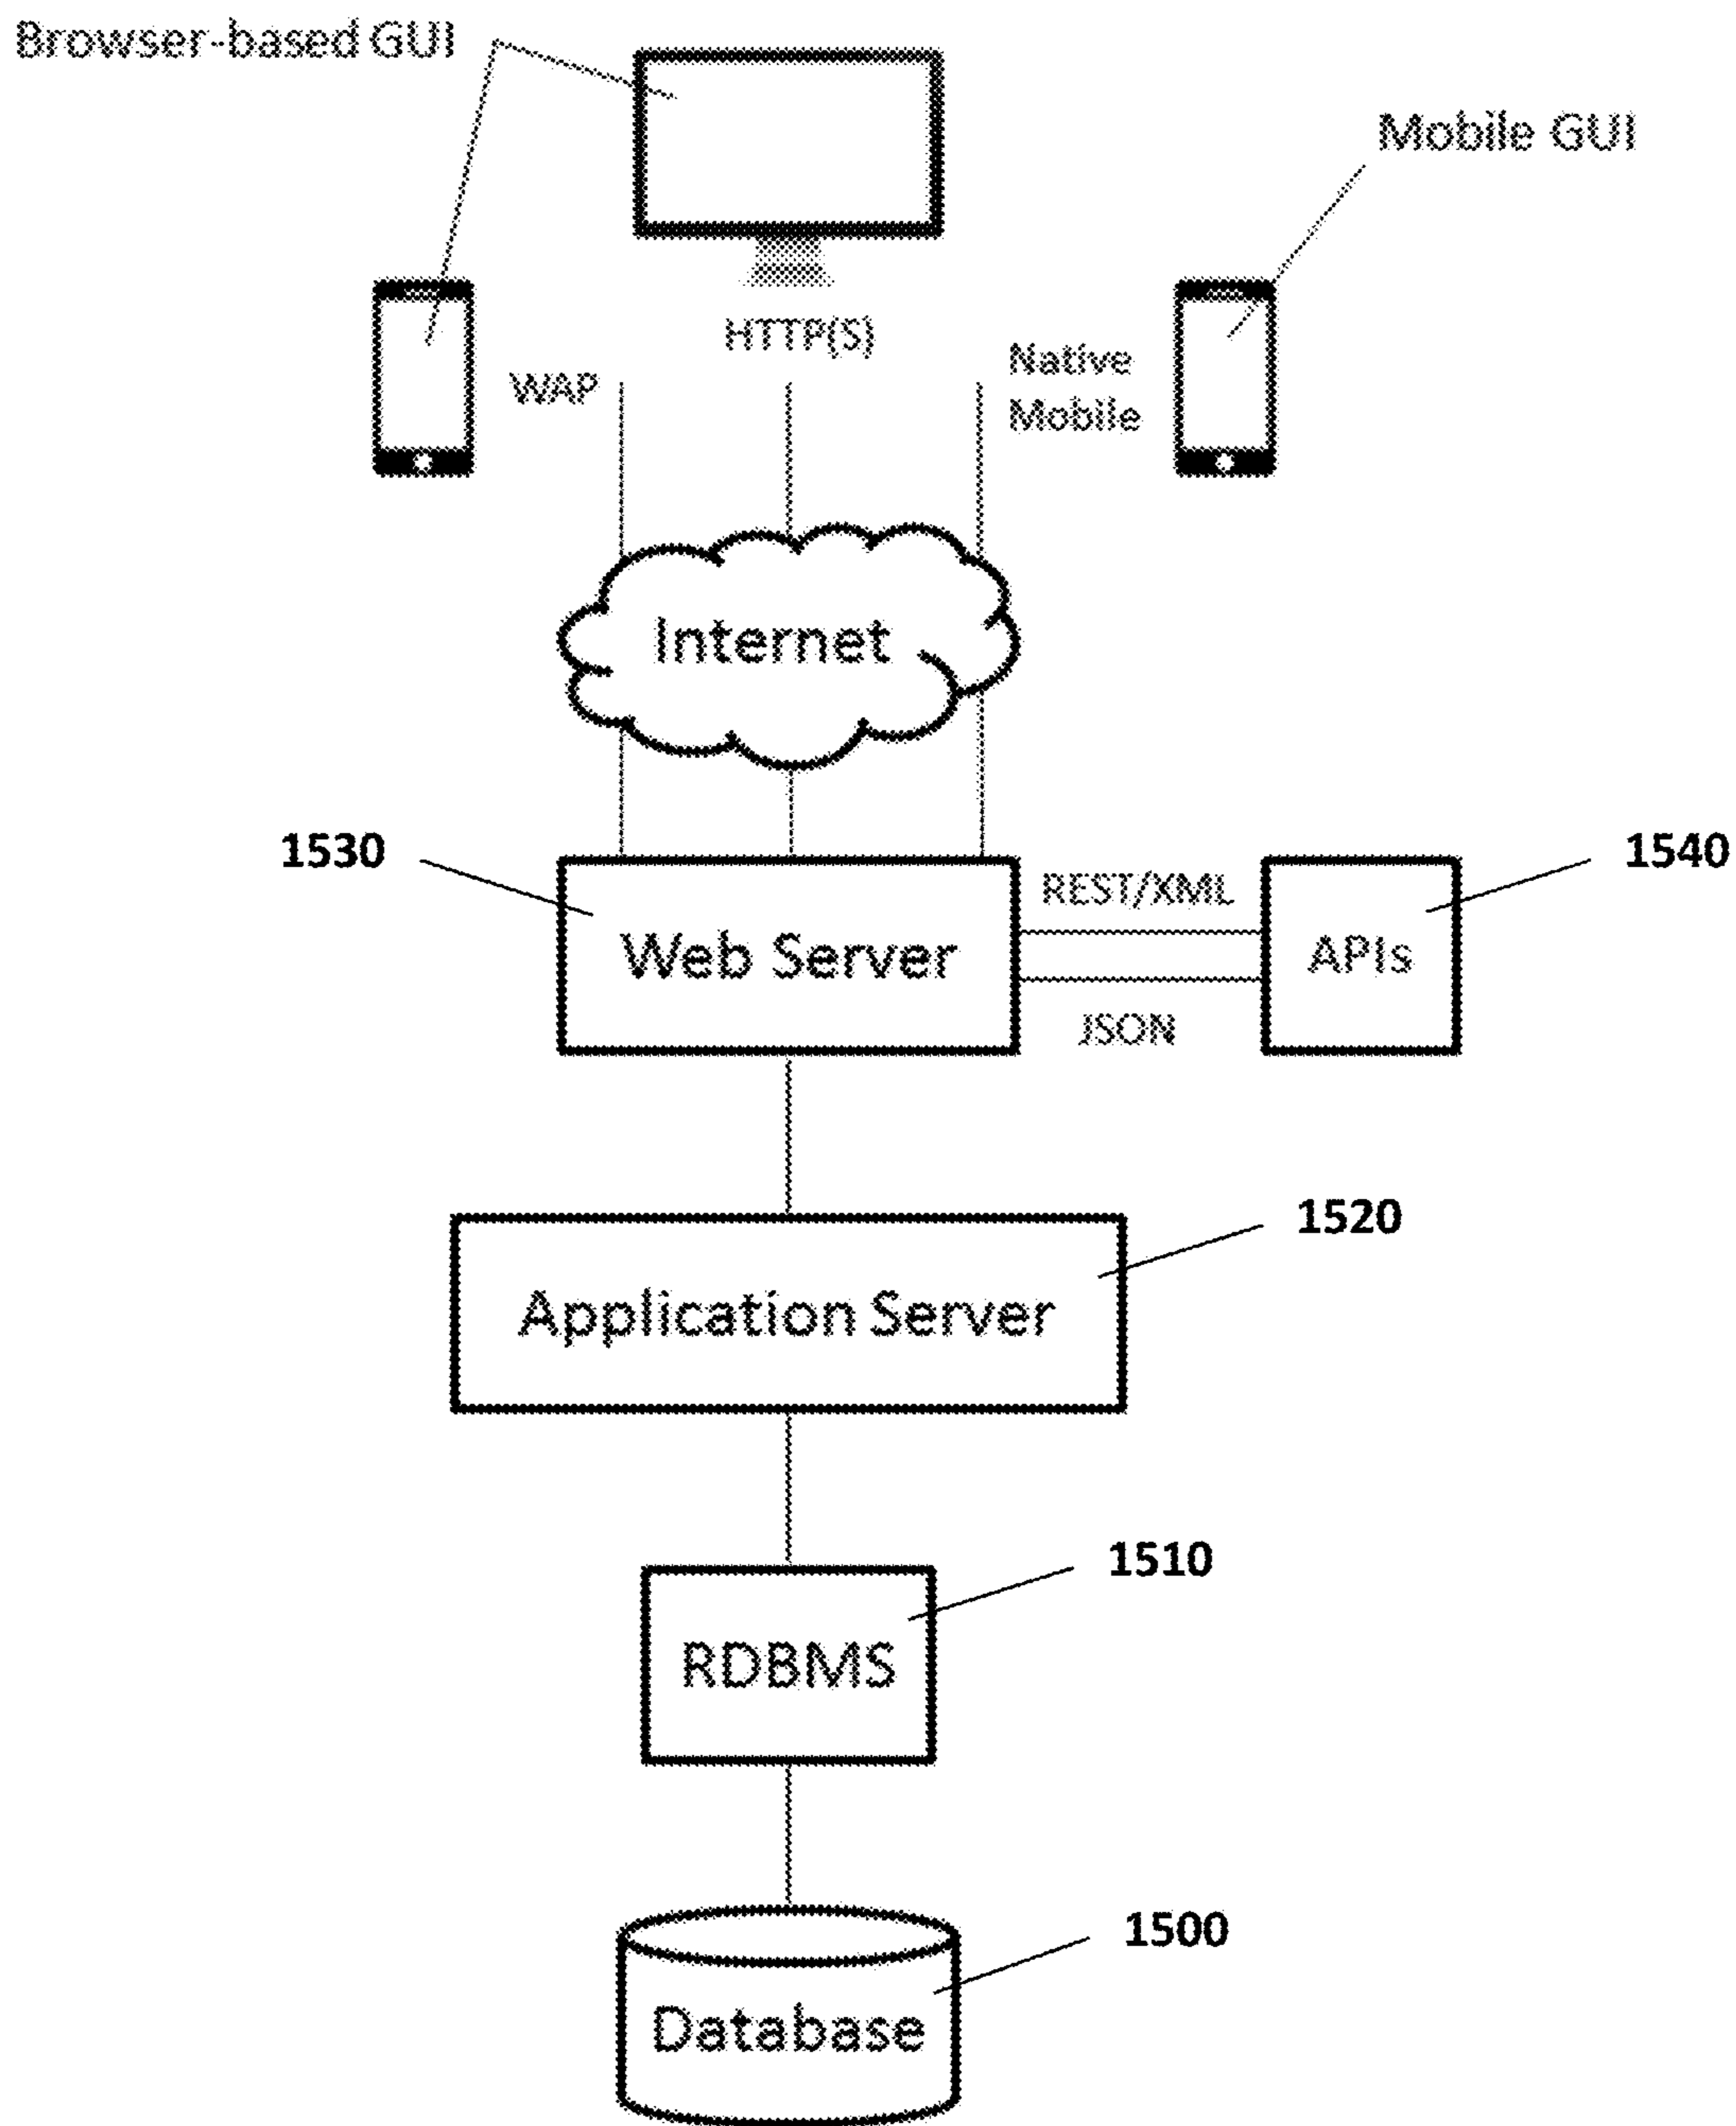 Browser-based GUI
Mobile GUI
HTTP(S)
WAP
Native
Mobile
Internet
1530
1540
REST/XML
Web Server
APIs
JSON
1520
Application Server
1510
RDBMS
1500
Database